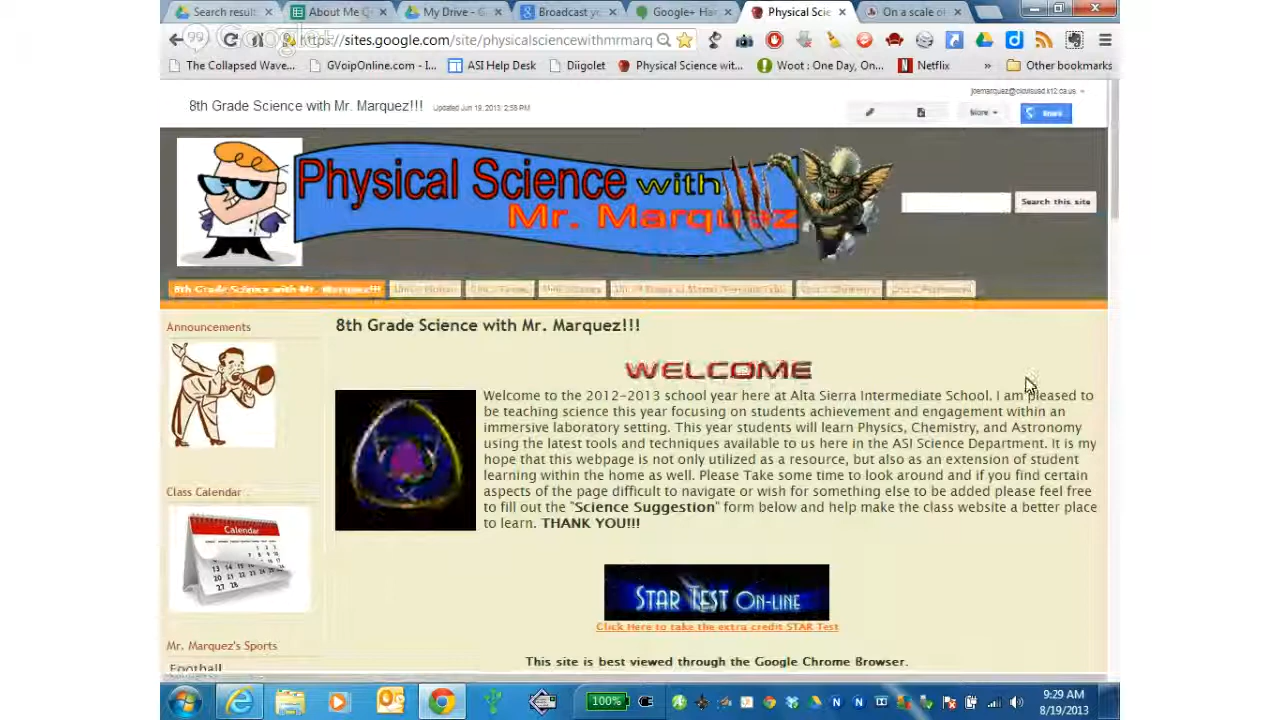 Search result
About Me Q
My Drive - G
Broadcast yo
Google+ Han
Physical Scie
On a scale of
https://sites.google.com/site/physicalsciencewithmrmarq
The Collapsed Wave...
GVoipOnline.com - I...
ASI Help Desk
Diigolet
Physical Science wit...
Woot : One Day, On...
Netflix
»
Other bookmarks
8th Grade Science with Mr. Marquez!!!
Updated Jun 19, 2013, 2:58 PM
More
Share
Physical Science with
Mr. Marquez
Search this site
8th Grade Science with Mr. Marquez!!!
Announcements
8th Grade Science with Mr. Marquez!!!
WELCOME
Welcome to the 2012-2013 school year here at Alta Sierra Intermediate School. I am pleased to
be teaching science this year focusing on students achievement and engagement within an
immersive laboratory setting. This year students will learn Physics, Chemistry, and Astronomy
using the latest tools and techniques available to us here in the ASI Science Department. It is my
hope that this webpage is not only utilized as a resource, but also as an extension of student
learning within the home as well. Please Take some time to look around and if you find certain
aspects of the page difficult to navigate or wish for something else to be added please feel free
to fill out the "Science Suggestion" form below and help make the class website a better place
to learn. THANK YOU!!!
Class Calendar
Calendar
STAR TEST ON-LINE
Click Here to take the extra credit STAR Test
Mr. Marquez's Sports
Football
This site is best viewed through the Google Chrome Browser.
100%
9:29 AM
8/19/2013